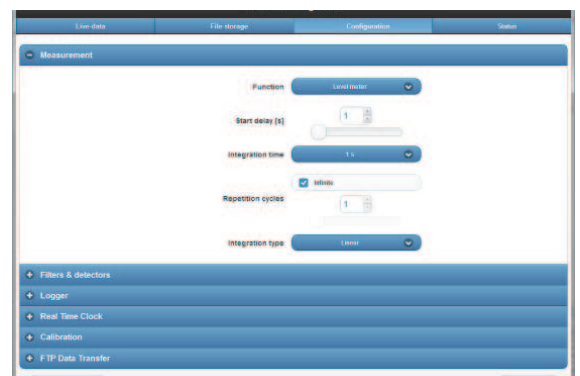 Live data File storage Configuration Status
Measurement
Function Level meter
Start delay [s] 1
Integration time 1 s
Infinite
Repetition cycles 1
Integration type Linear
Filters & detectors
Logger
Real Time Clock
Calibration
FTP Data Transfer